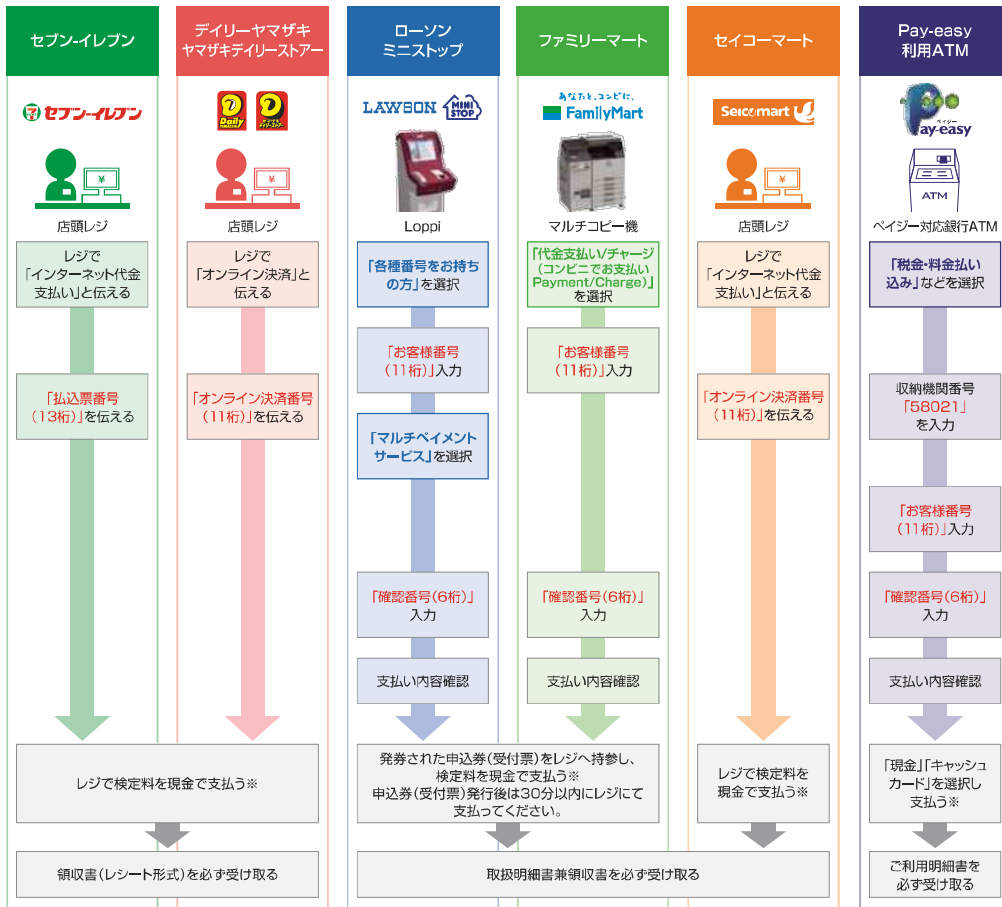 セブン-イレブン
セブン-イレブン
¥
店頭レジ
レジで
「インターネット代金
支払い」と伝える
「払込票番号
(13桁)」を伝える
デイリーヤマザキ
ヤマザキデイリーストアー
Daily
¥
店頭レジ
レジで
「オンライン決済」と
伝える
「オンライン決済番号
(11桁)」を伝える
レジで検定料を現金で支払う※
領収書(レシート形式)を必ず受け取る
ローソン
ミニストップ
LAWSON
MINI
STOP
Loppi
「各種番号をお持ち
の方」を選択
「お客様番号
(11桁)」入力
「マルチペイメント
サービス」を選択
「確認番号(6桁)」
入力
支払い内容確認
ファミリーマート
あなたと、コンビに、
FamilyMart
マルチコピー機
「代金支払い/チャージ
(コンビニでお支払い
Payment/Charge)」
を選択
「お客様番号
(11桁)」入力
「確認番号(6桁)」
入力
支払い内容確認
発券された申込券(受付票)をレジへ持参し、
検定料を現金で支払う※
申込券(受付票)発行後は30分以内にレジにて
支払ってください。
セイコーマート
Seicomart
¥
店頭レジ
レジで
「インターネット代金
支払い」と伝える
「オンライン決済番号
(11桁)」を伝える
レジで検定料を
現金で支払う※
取扱明細書兼領収書を必ず受け取る
Pay-easy
利用ATM
ペイジー
Pay-easy
ATM
ペイジー対応銀行ATM
「税金・料金払い
込み」などを選択
収納機関番号
「58021」
を入力
「お客様番号
(11桁)」入力
「確認番号(6桁)」
入力
支払い内容確認
「現金」「キャッシュ
カード」を選択し
支払う※
ご利用明細書を
必ず受け取る